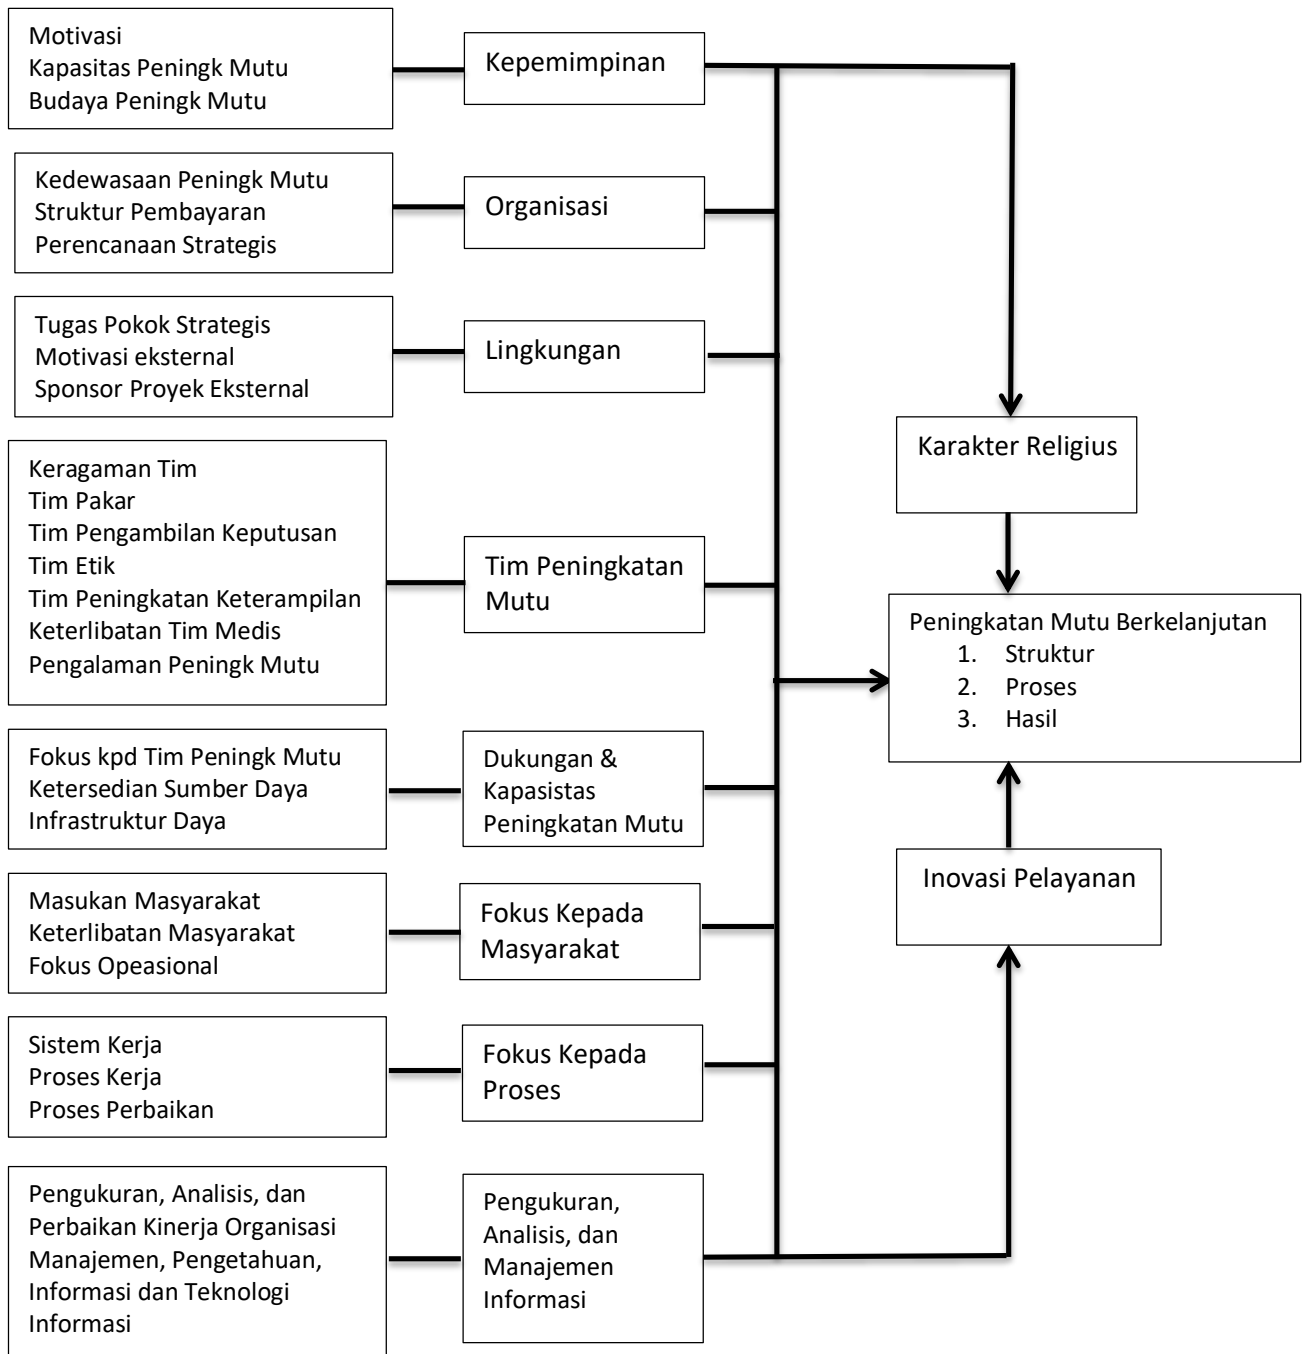 Motivasi
Kapasitas Peningk Mutu
Budaya Peningk Mutu
Kepemimpinan
Kedewasaan Peningk Mutu
Struktur Pembayaran
Perencanaan Strategis
Organisasi
Tugas Pokok Strategis
Motivasi eksternal
Sponsor Proyek Eksternal
Lingkungan
Karakter Religius
Keragaman Tim
Tim Pakar
Tim Pengambilan Keputusan
Tim Etik
Tim Peningkatan Keterampilan
Keterlibatan Tim Medis
Pengalaman Peningk Mutu
Tim Peningkatan
Mutu
Peningkatan Mutu Berkelanjutan
1. Struktur
2. Proses
3. Hasil
Fokus kpd Tim Peningk Mutu
Ketersedian Sumber Daya
Infrastruktur Daya
Dukungan &
Kapasistas
Peningkatan Mutu
Inovasi Pelayanan
Masukan Masyarakat
Keterlibatan Masyarakat
Fokus Opeasional
Fokus Kepada
Masyarakat
Sistem Kerja
Proses Kerja
Proses Perbaikan
Fokus Kepada
Proses
Pengukuran, Analisis, dan
Perbaikan Kinerja Organisasi
Manajemen, Pengetahuan,
Informasi dan Teknologi
Informasi
Pengukuran,
Analisis, dan
Manajemen
Informasi